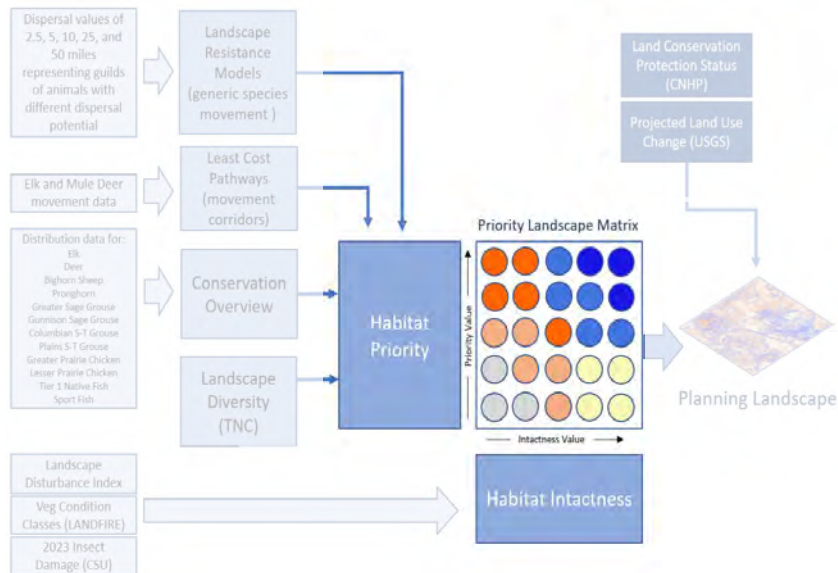 Dispersal values of
2.5, 5, 10, 25, and
50 miles
representing guilds
of animals with
different dispersal
potential
Landscape
Resistance
Models
(generic species
movement )
Land Conservation
Protection Status
(CNHP)
Projected Land Use
Change (USGS)
Elk and Mule Deer
movement data
Least Cost
Pathways
(movement
corridors)
Distribution data for:
Elk
Deer
Bighorn Sheep
Pronghorn
Greater Sage Grouse
Gunnison Sage Grouse
Columbian S-T Grouse
Plains S-T Grouse
Greater Prairie Chicken
Lesser Prairie Chicken
Tier 1 Native Fish
Sport Fish
Conservation
Overview
Landscape
Diversity
(TNC)
Habitat
Priority
Priority Landscape Matrix
Priority Value
Intactness Value
Planning Landscape
Landscape
Disturbance Index
Veg Condition
Classes (LANDFIRE)
2023 Insect
Damage (CSU)
Habitat Intactness